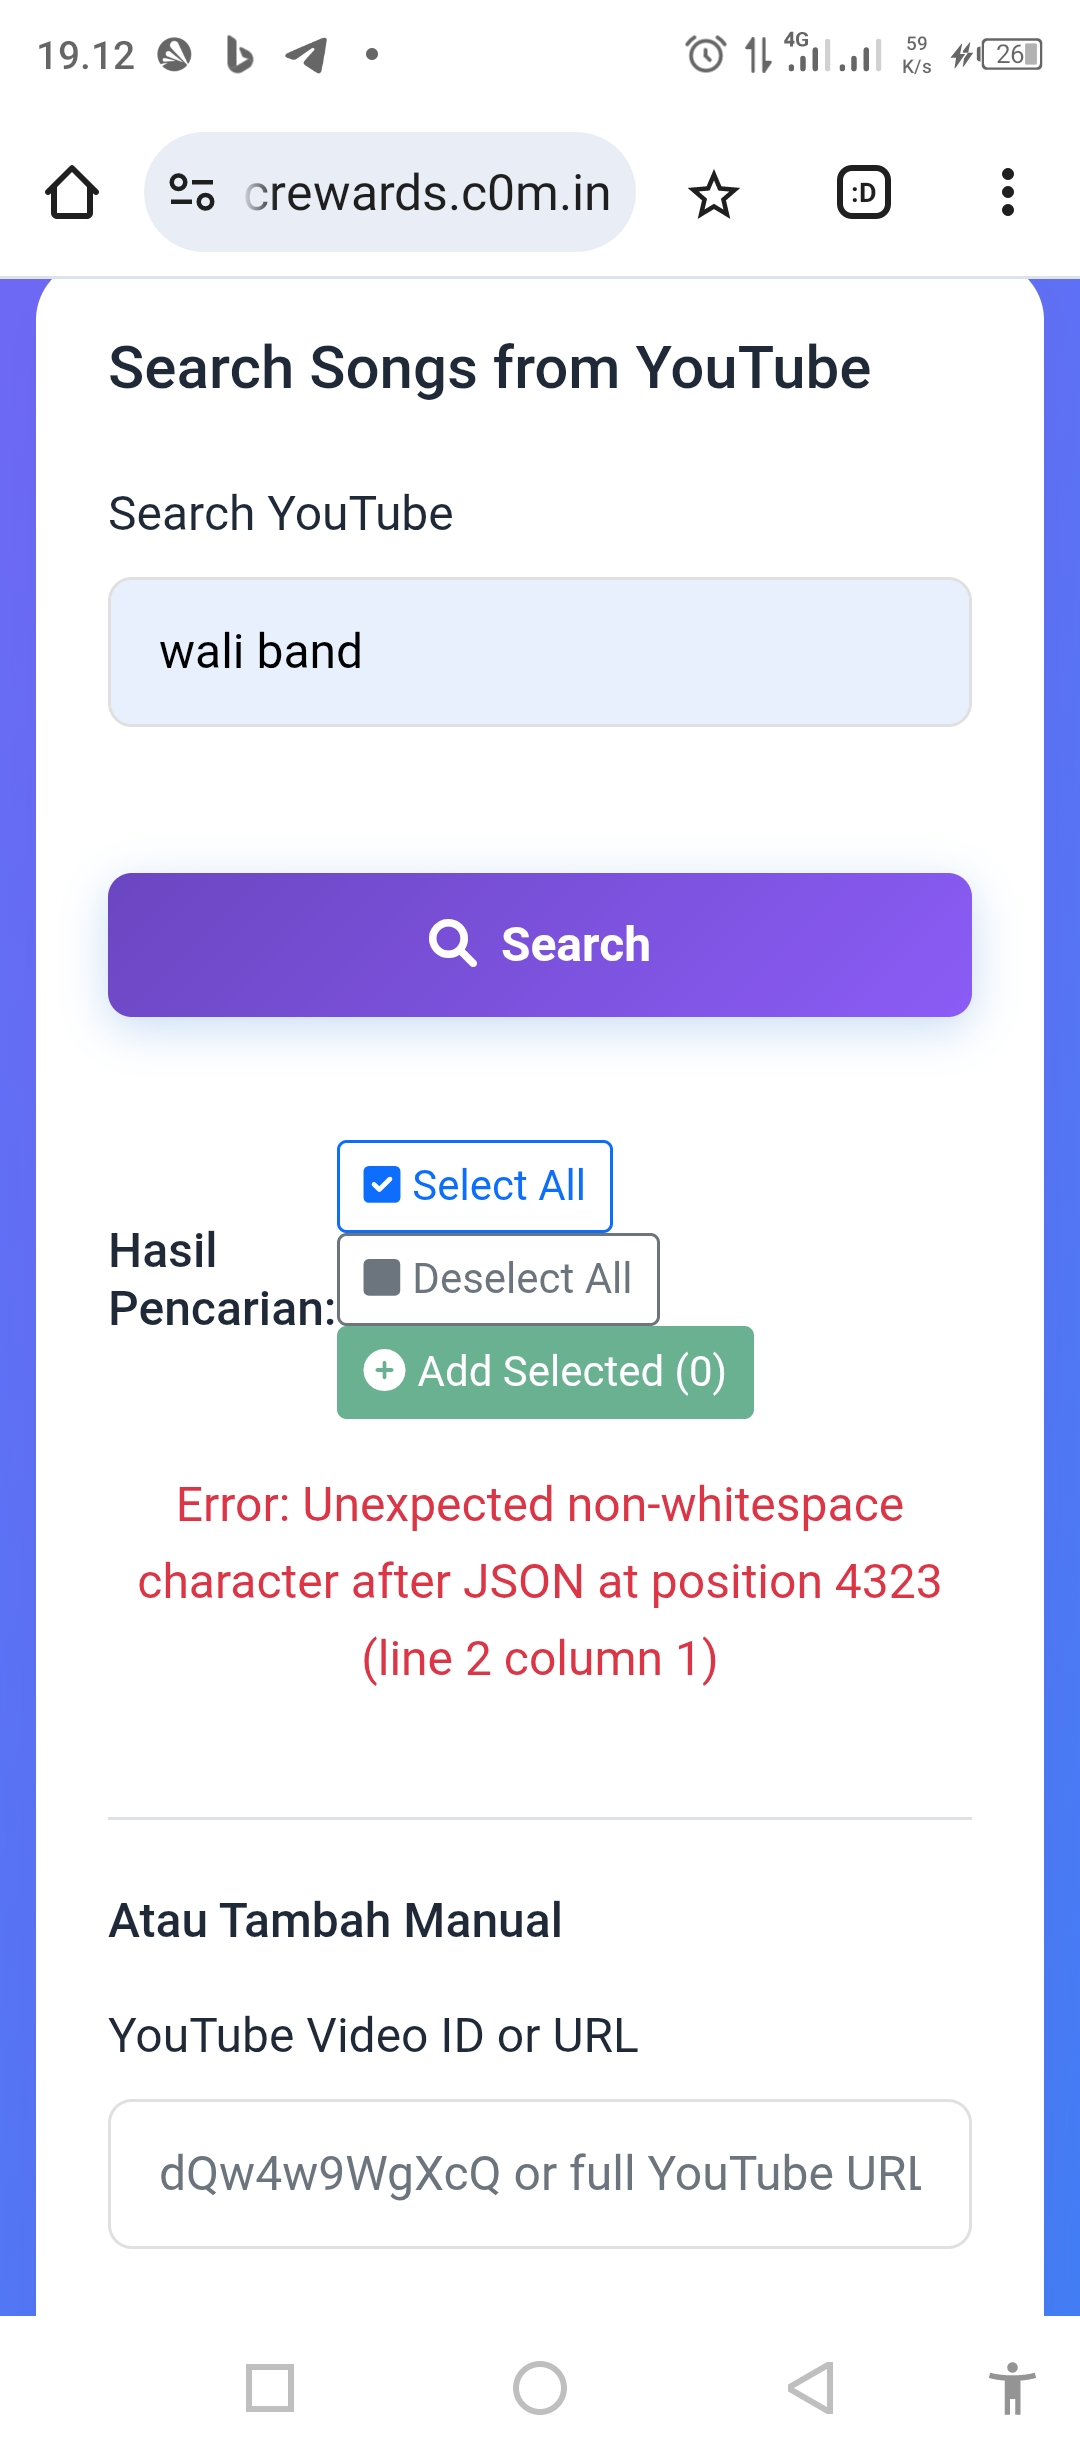 19.12
4G
59
K/s
26
crewards.c0m.in
:D
Search Songs from YouTube
Search YouTube
wali band
Search
Select All
Hasil
Pencarian:
Deselect All
Add Selected (0)
Error: Unexpected non-whitespace
character after JSON at position 4323
(line 2 column 1)
Atau Tambah Manual
YouTube Video ID or URL
dQw4w9WgXcQ or full YouTube URL